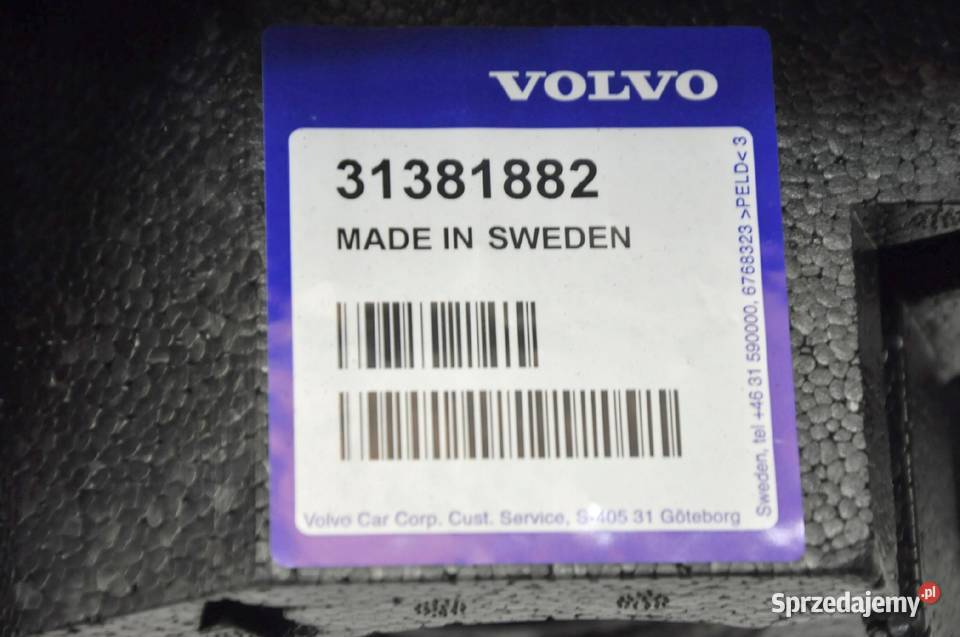 VOLVO
31381882
MADE IN SWEDEN
Volvo Car Corp. Cust. Service, S-405 31 Göteborg
Sweden, tel +46 31 590000, 6768323 >PELD< 3
Sprzedajemy.pl